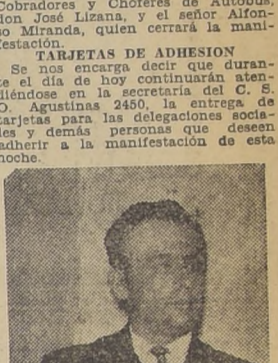 Cobradores y Choferes de Autobús,
don José Lizana, y el señor Alfon-
so Miranda, quien cerrará la mani-
festación.
TARJETAS DE ADHESION
Se nos encarga decir que duran-
te el día de hoy continuarán aten-
diéndose en la secretaría del C. S.
O. Agustinas 2450, la entrega de
tarjetas para las delegaciones socia-
les y demás personas que deseen
adherir a la manifestación de esta
noche.